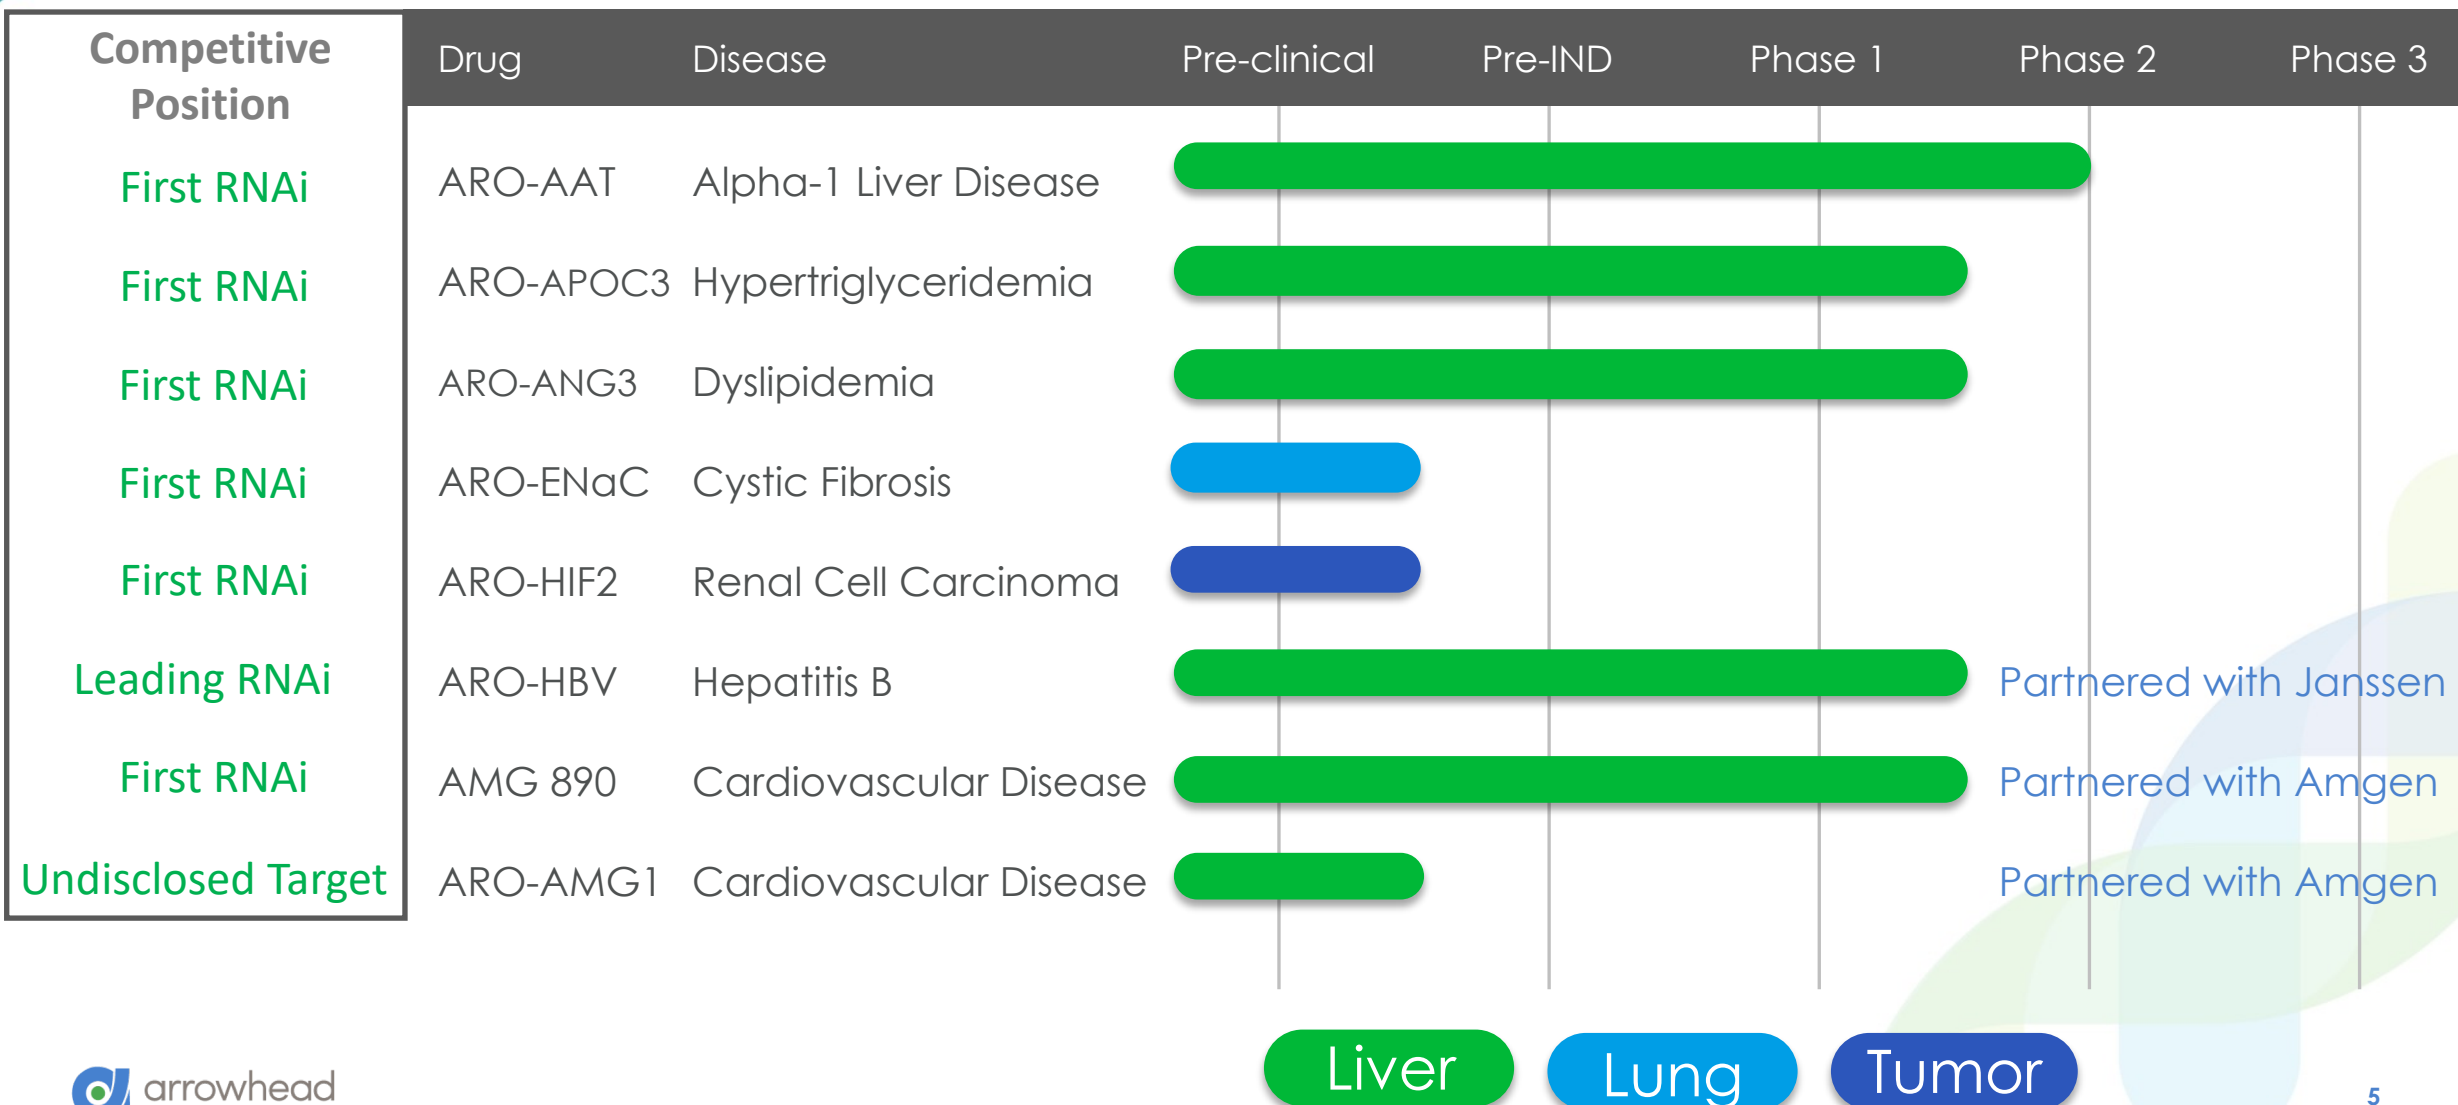 Competitive
Position
Drug Disease Pre-clinical Pre-IND Phase 1 Phase 2 Phase 3
First RNAi ARO-AAT Alpha-1 Liver Disease
First RNAi ARO-APOC3 Hypertriglyceridemia
First RNAi ARO-ANG3 Dyslipidemia
First RNAi ARO-ENaC Cystic Fibrosis
First RNAi ARO-HIF2 Renal Cell Carcinoma
Leading RNAi ARO-HBV Hepatitis B Partnered with Janssen
First RNAi AMG 890 Cardiovascular Disease Partnered with Amgen
Undisclosed Target ARO-AMG1 Cardiovascular Disease Partnered with Amgen
Liver Lung Tumor
arrowhead
5